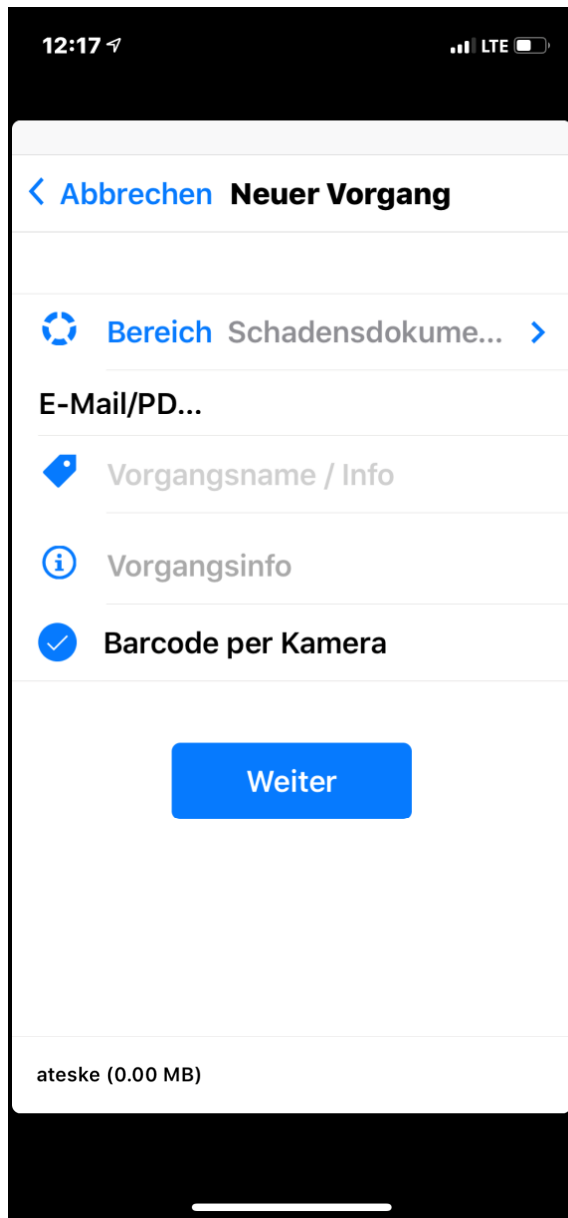 12:17 LTE
Abbrechen Neuer Vorgang
Bereich Schadensdokume...
E-Mail/PD...
Vorgangsname / Info
Vorgangsinfo
Barcode per Kamera
Weiter
ateske (0.00 MB)